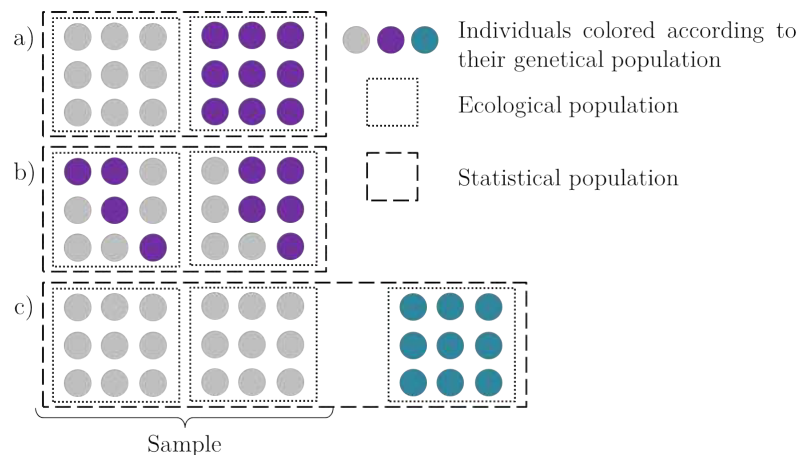 a)
Individuals colored according to
their genetical population
Ecological population
b)
Statistical population
c)
Sample